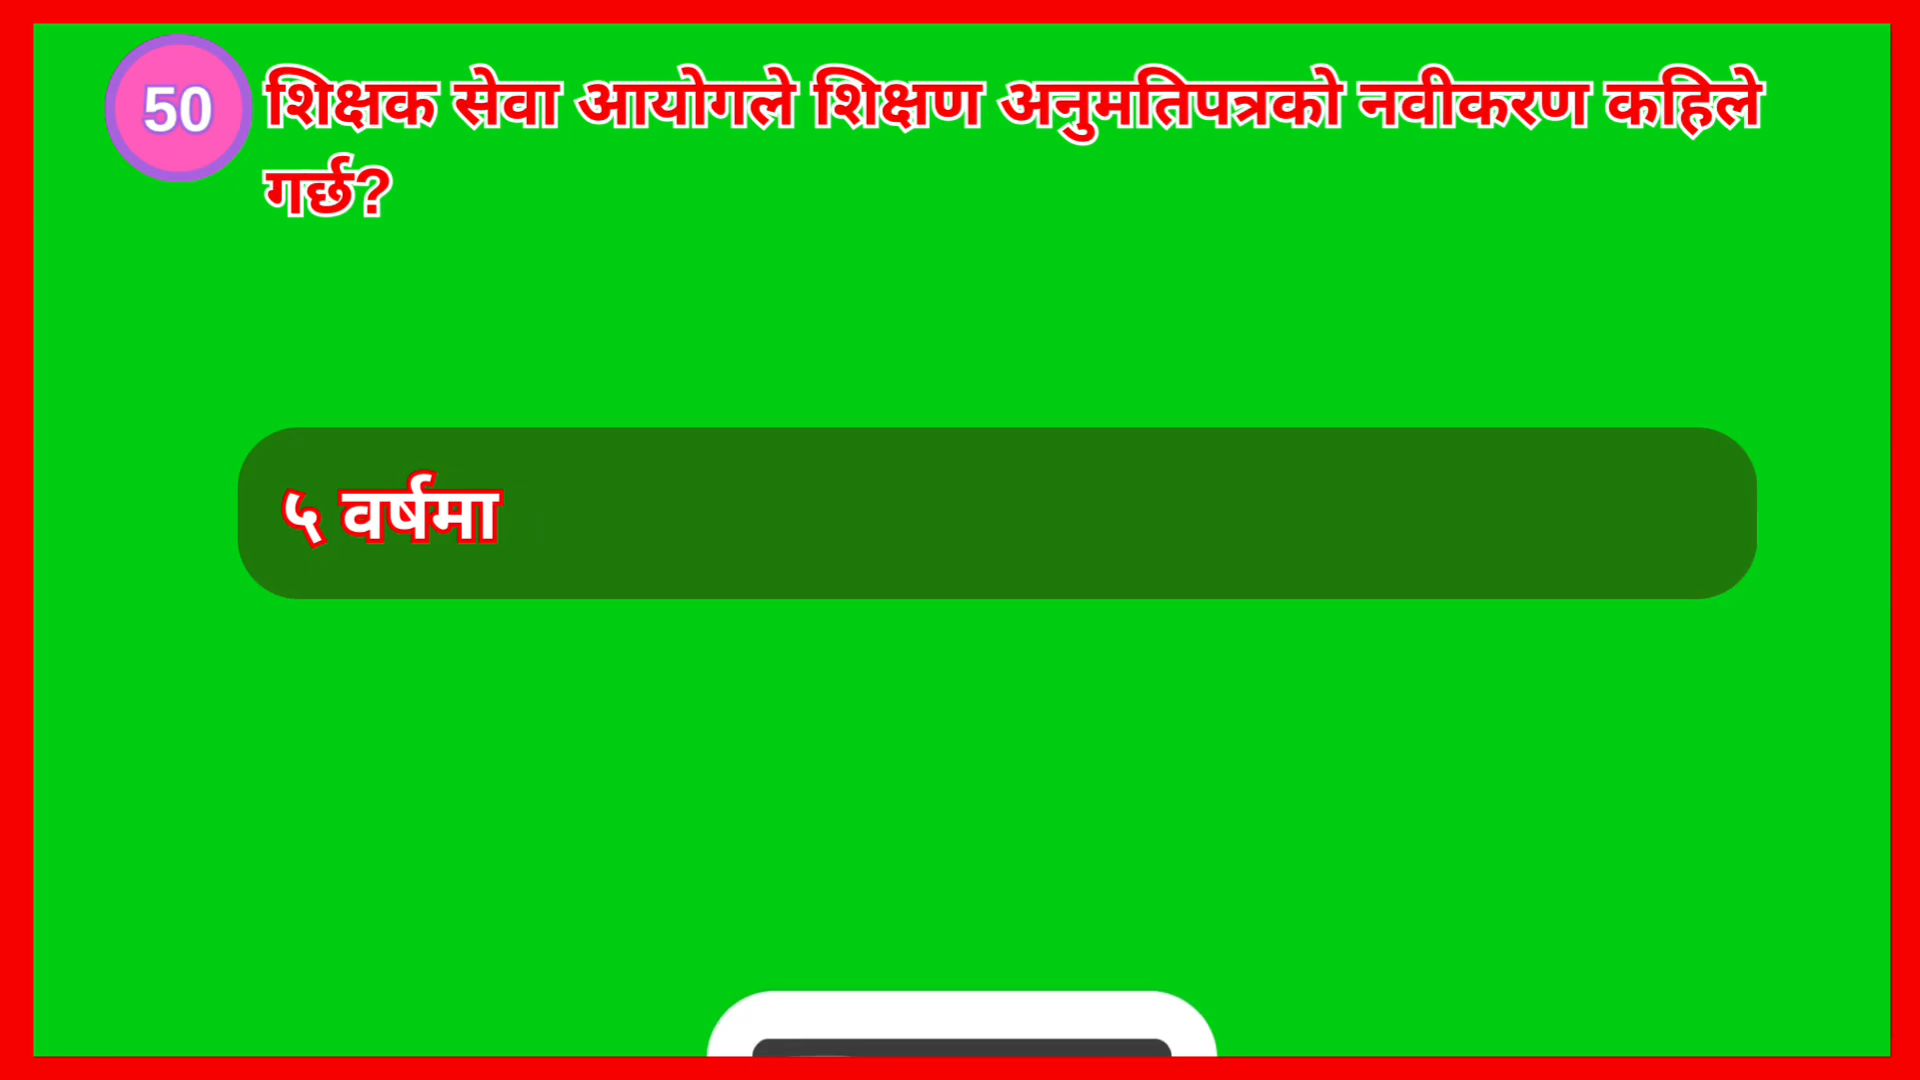 50
शिक्षक सेवा आयोगले शिक्षण अनुमतिपत्रको नवीकरण कहिले
गर्छ?
५ वर्षमा